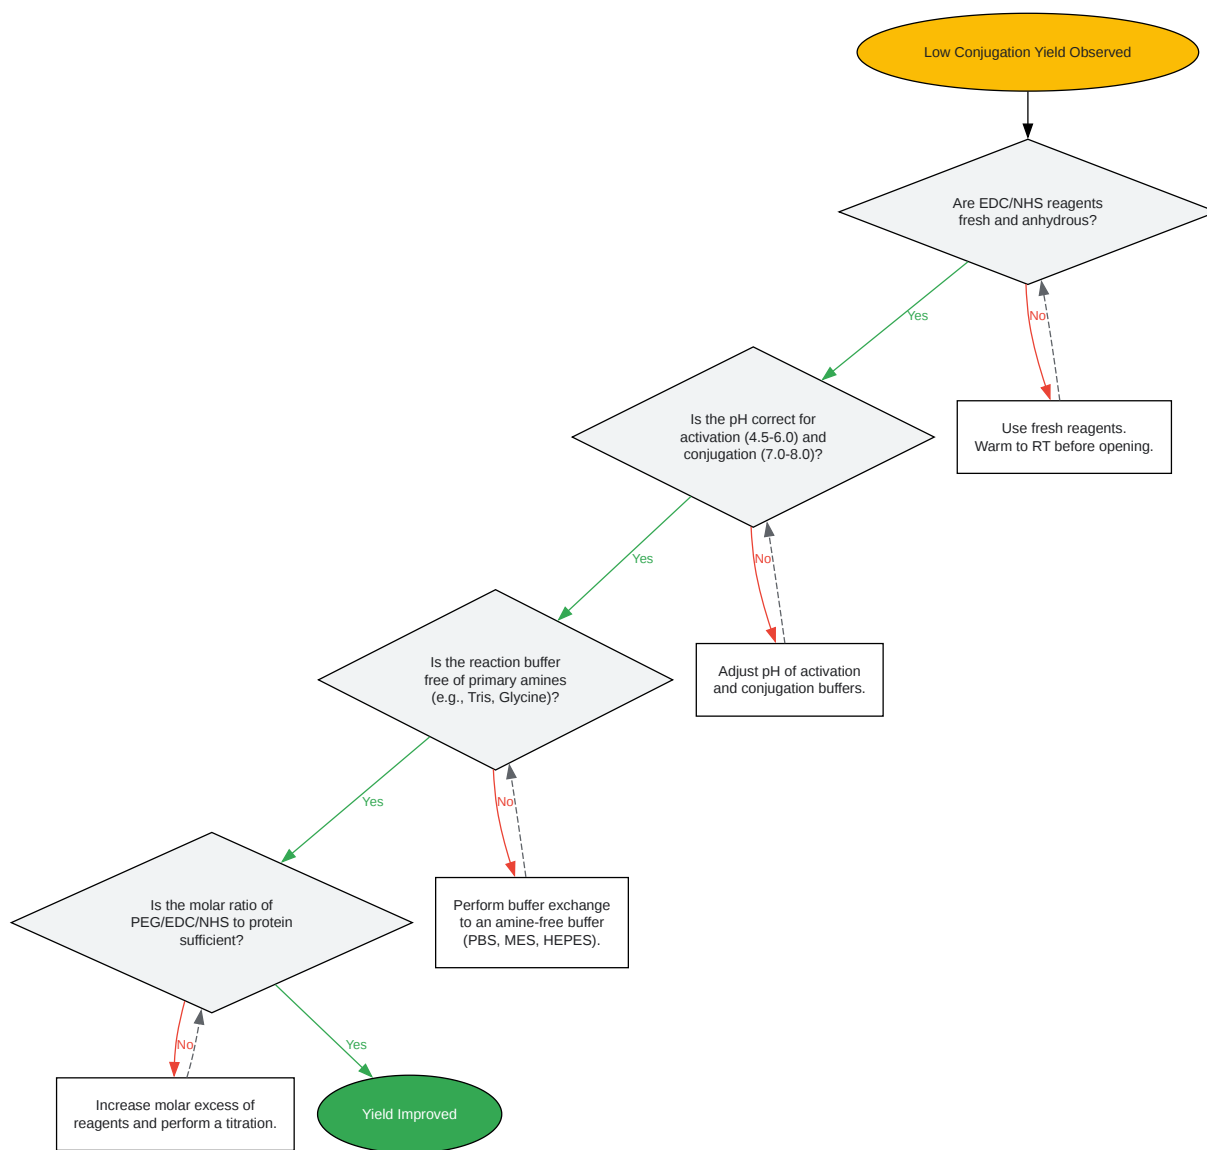 Low Conjugation Yield Observed
Are EDC/NHS reagents
fresh and anhydrous?
Yes
No
Use fresh reagents.
Warm to RT before opening.
Is the pH correct for
activation (4.5-6.0) and
conjugation (7.0-8.0)?
Yes
No
Adjust pH of activation
and conjugation buffers.
Is the reaction buffer
free of primary amines
(e.g., Tris, Glycine)?
Yes
No
Perform buffer exchange
to an amine-free buffer
(PBS, MES, HEPES).
Is the molar ratio of
PEG/EDC/NHS to protein
sufficient?
No
Yes
Increase molar excess of
reagents and perform a titration.
Yield Improved